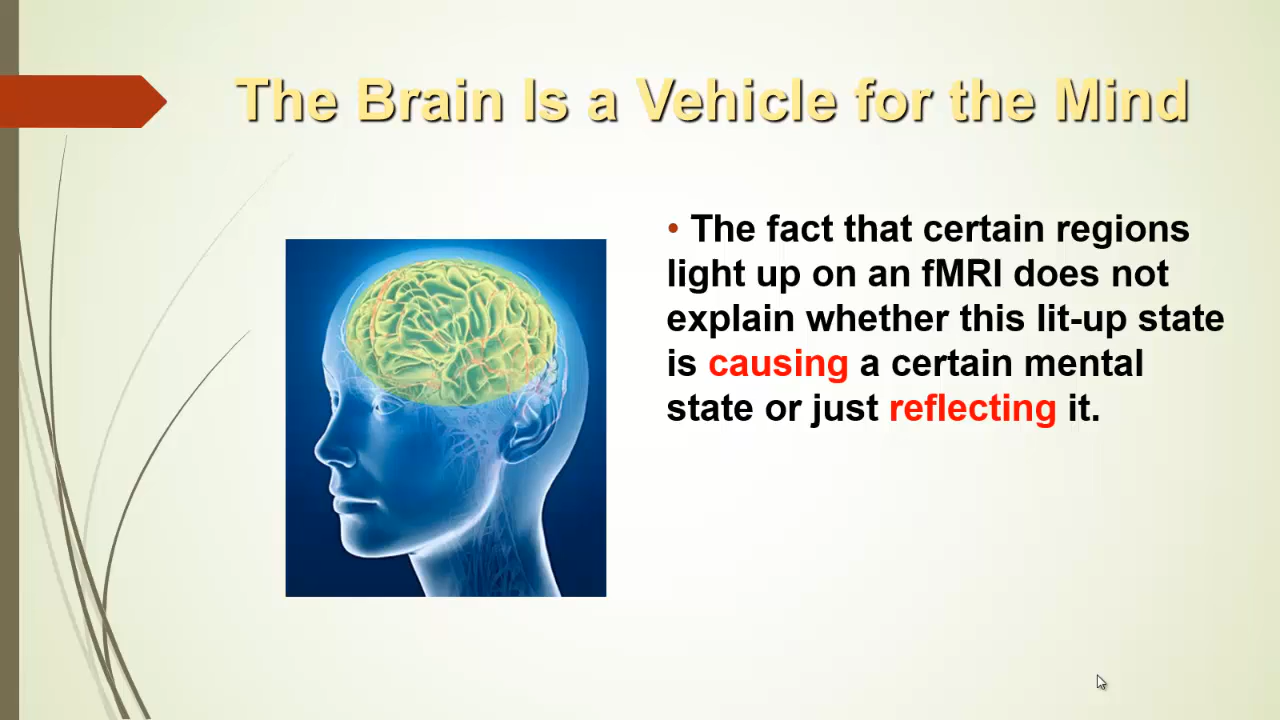 The Brain Is a Vehicle for the Mind
• The fact that certain regions
light up on an fMRI does not
explain whether this lit-up state
is causing a certain mental
state or just reflecting it.